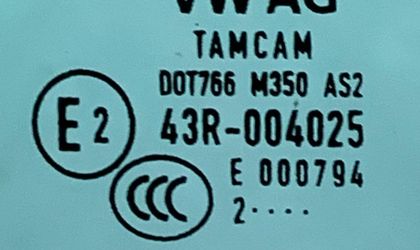 VW AG
TAMCAM
DOT766 M350 AS2
E2 43R-004025
CCC E 000794
2····